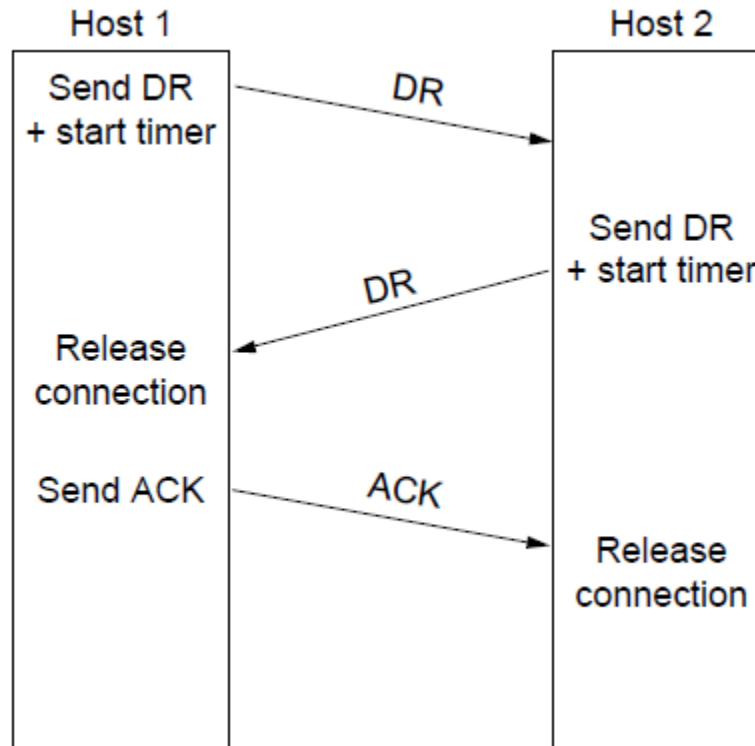 Host 1
Host 2
Send DR
+ start timer
DR
Send DR
+ start timer
DR
Release
connection
Send ACK
ACK
Release
connection